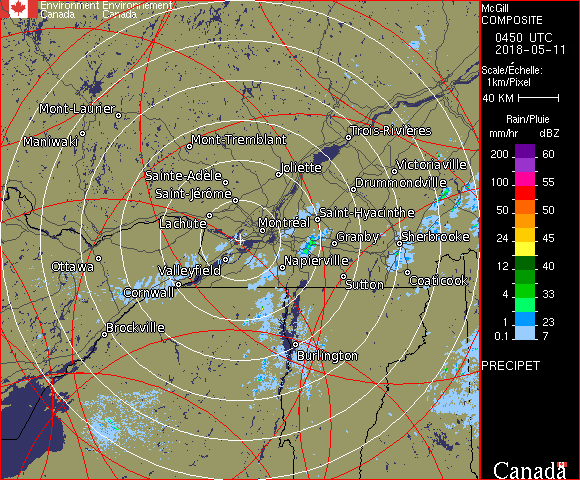 Environment Environnement
Canada Canada
McGill
COMPOSITE
0450 UTC
2018-05-11
Scale/Échelle:
1km/Pixel
40 KM
Rain/Pluie
mm/hr dBZ
200 60
100 55
50 50
24 45
12 40
4 33
1 23
0.1 7
PRECIPET
Canada
Mont-Laurier
Maniwaki
Mont-Tremblant
Trois-Rivières
Joliette
Victoriaville
Sainte-Adèle
Drummondville
Saint-Jérôme
Lachute
Saint-Hyacinthe
Montréal
Granby
Sherbrooke
Ottawa
Valleyfield
Napierville
Cornwall
Sutton
Coaticook
Brockville
Burlington